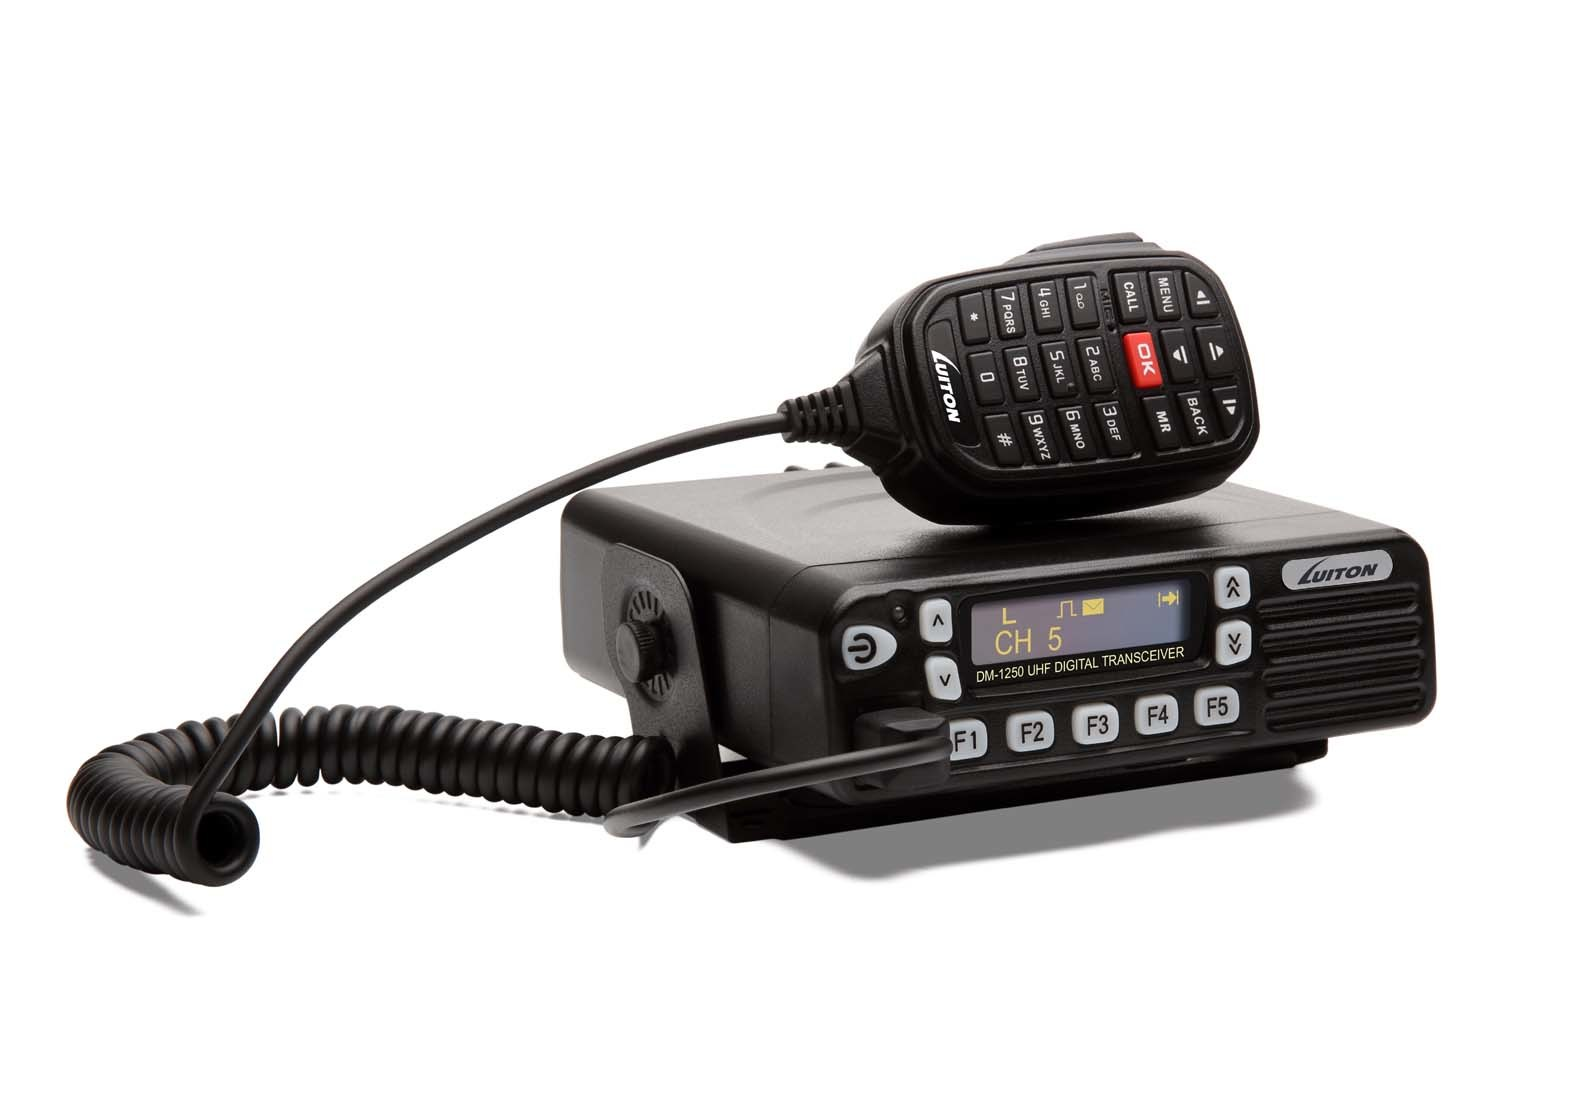 MENU
BACK
CALL
OK
MR
MIC
1
2 ABC
3 DEF
4 GHI
5 JKL
6 MNO
7 PQRS
8 TUV
9 WXYZ
*
0
#
LUITON
LUITON
L
CH 5
DM-1250 UHF DIGITAL TRANSCEIVER
F1 F2 F3 F4 F5